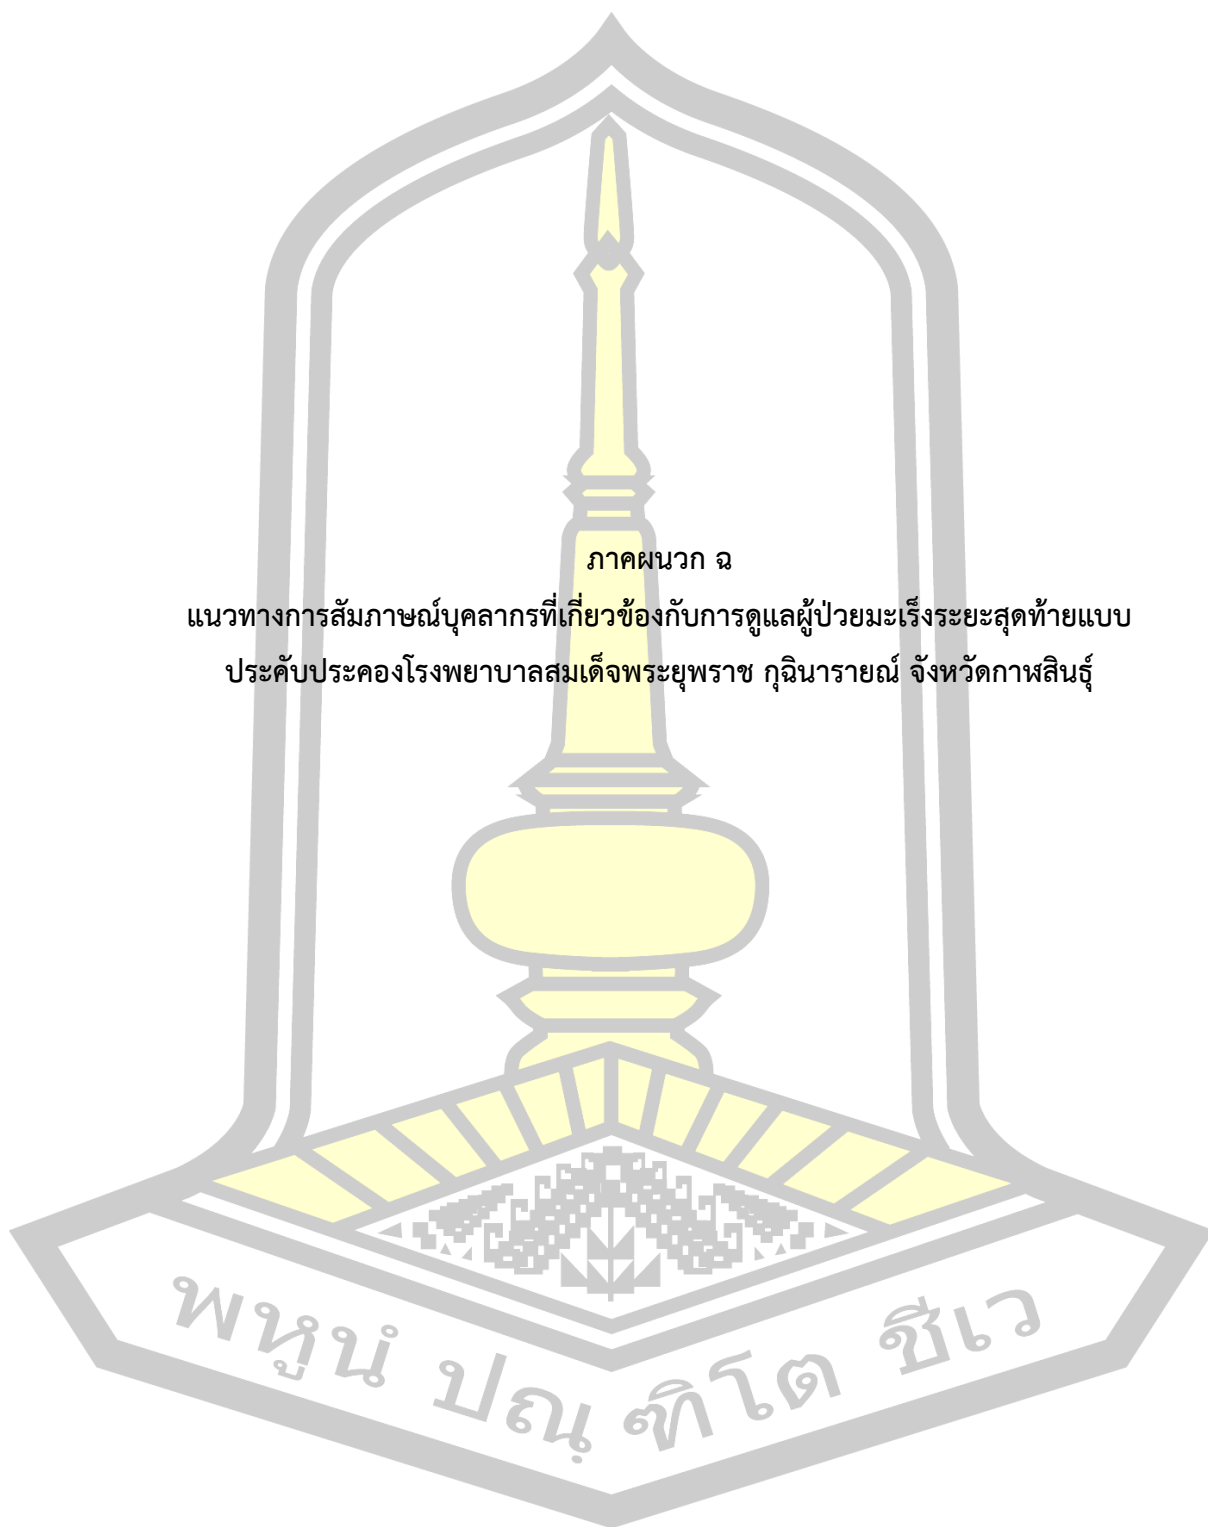 ภาคผนวก ฉ
แนวทางการสัมภาษณ์บุคลากรที่เกี่ยวข้องกับการดูแลผู้ป่วยมะเร็งระยะสุดท้ายแบบ
ประคับประคองโรงพยาบาลสมเด็จพระยุพราช กุฉินารายณ์ จังหวัดกาฬสินธุ์
พหูนํ ปณฺฑิโต ชีเว